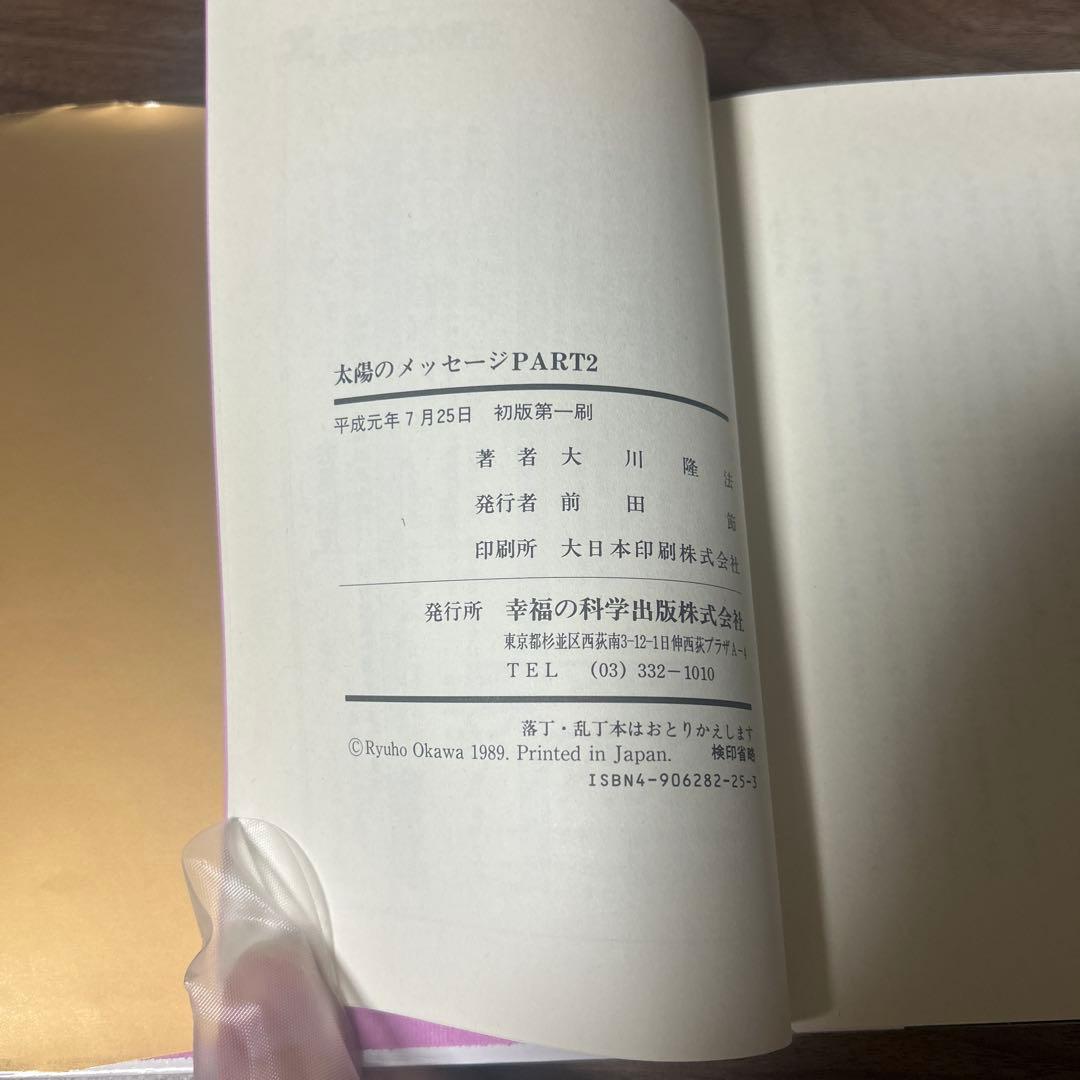 太陽のメッセージPART2
平成元年7月25日 初版第一刷
著者 大川隆法
発行者 前田節
印刷所 大日本印刷株式会社
発行所 幸福の科学出版株式会社
東京都杉並区西荻南3-12-1日伸西荻プラザA-4
TEL (03) 332-1010
落丁・乱丁本はおとりかえします
©Ryuho Okawa 1989. Printed in Japan. 検印省略
ISBN4-906282-25-3